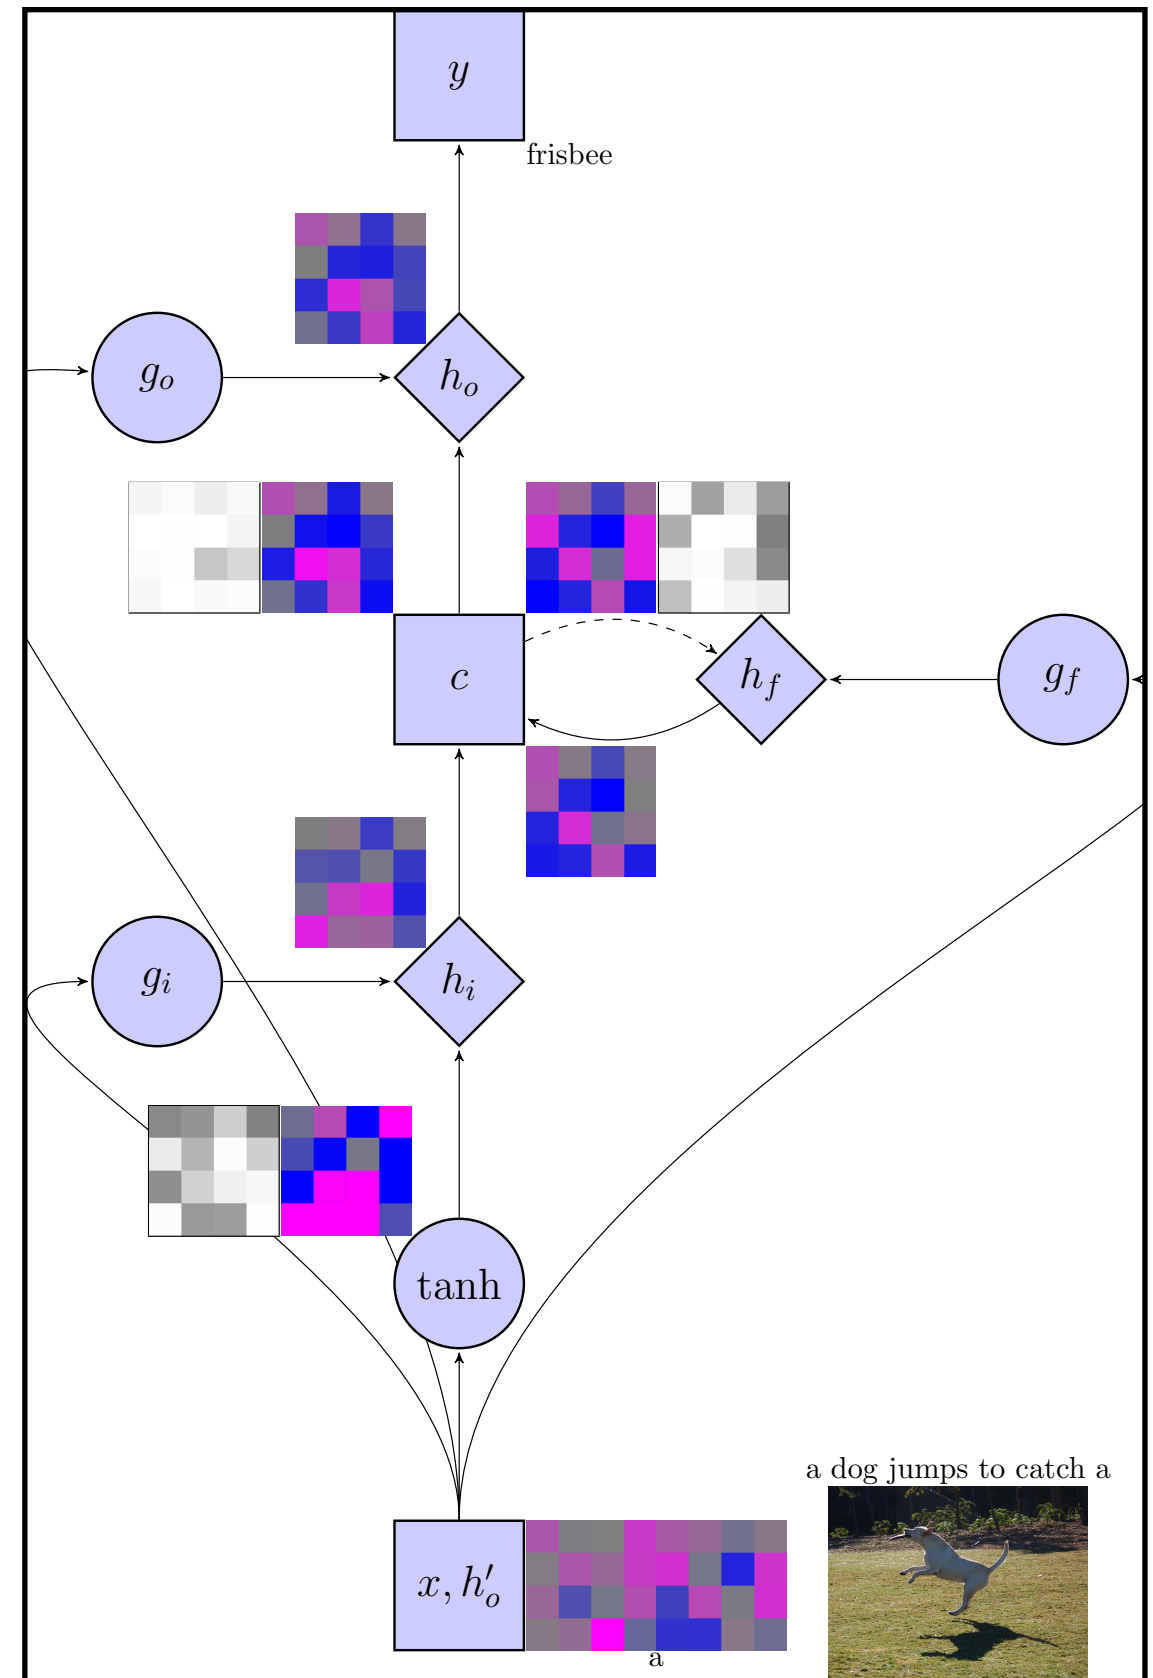 y
frisbee
g_o
h_o
c
h_f
g_f
g_i
h_i
tanh
a dog jumps to catch a
x, h'_o
a